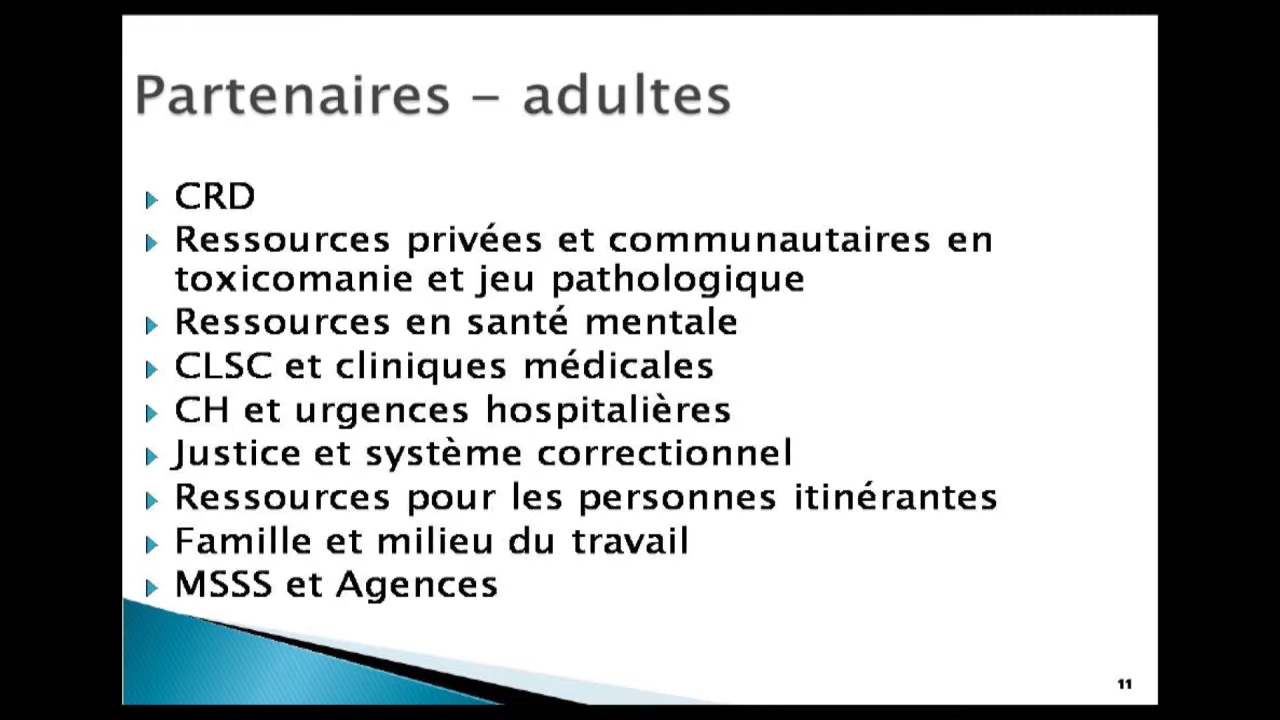 Partenaires - adultes
CRD
Ressources privées et communautaires en
toxicomanie et jeu pathologique
Ressources en santé mentale
CLSC et cliniques médicales
CH et urgences hospitalières
Justice et système correctionnel
Ressources pour les personnes itinérantes
Famille et milieu du travail
MSSS et Agences
11